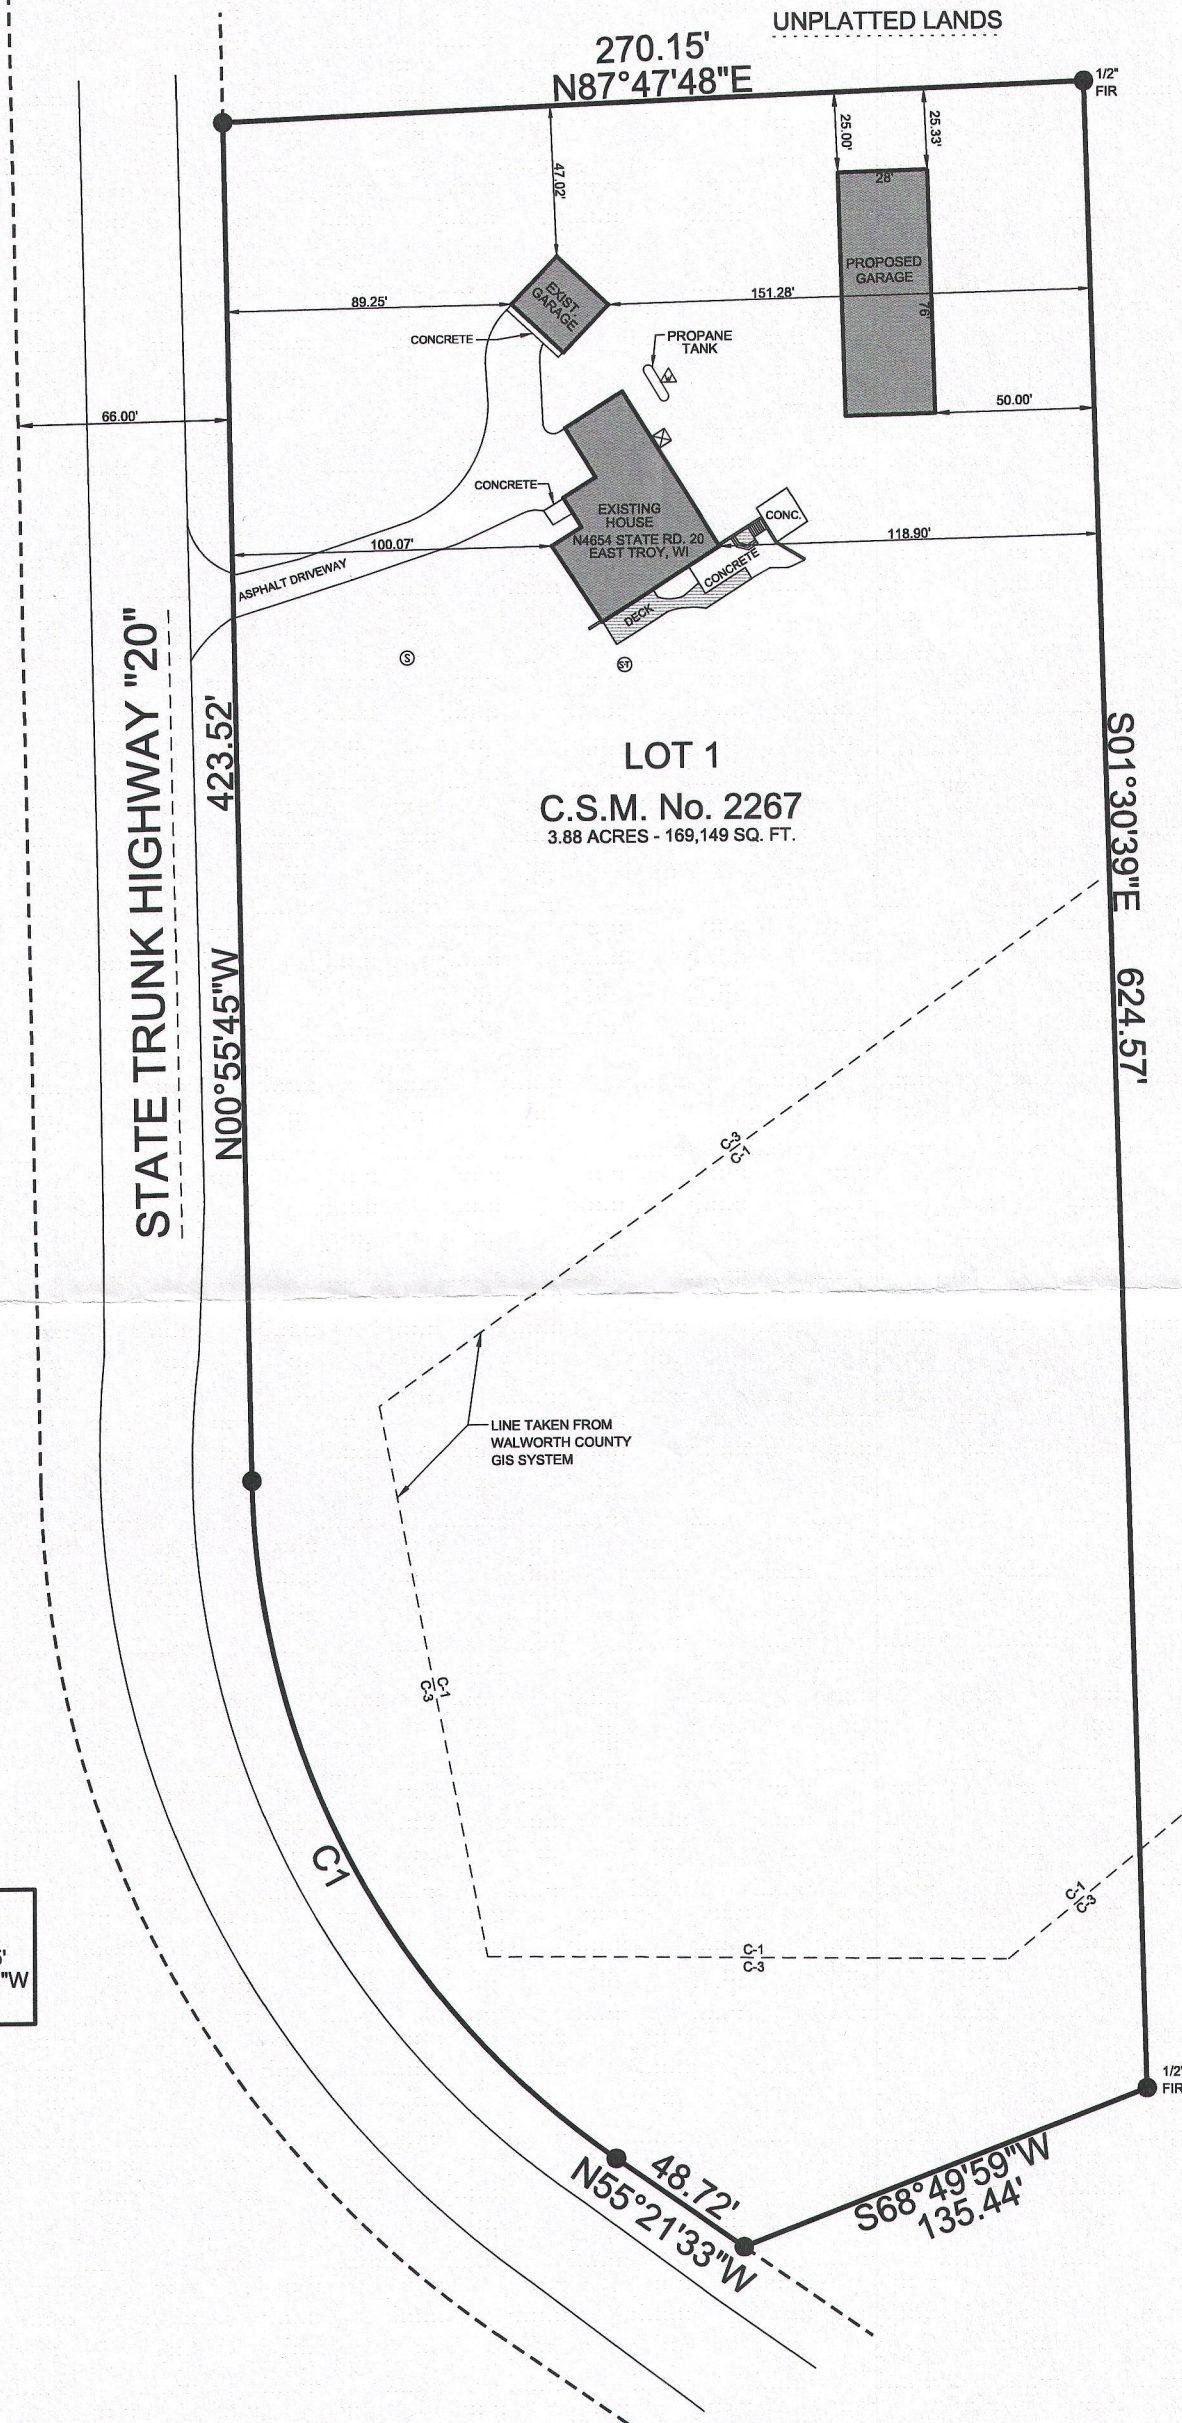 UNPLATTED LANDS
270.15'
N87°47'48"E
1/2"
FIR
25.00'
25.33'
47.02'
28'
PROPOSED
GARAGE
76'
EXIST.
GARAGE
89.25'
151.28'
CONCRETE
PROPANE
TANK
50.00'
66.00'
CONCRETE
EXISTING
HOUSE
N4654 STATE RD. 20
EAST TROY, WI
CONC.
118.90'
100.07'
CONCRETE
ASPHALT DRIVEWAY
DECK
S
ST
STATE TRUNK HIGHWAY "20"
423.52'
N00°55'45"W
LOT 1
C.S.M. No. 2267
3.88 ACRES - 169,149 SQ. FT.
S01°30'39"E 624.57'
C-3
C-1
LINE TAKEN FROM
WALWORTH COUNTY
GIS SYSTEM
C-1
C-3
C1
C-1
C-3
C-1
C-3
"W
1/2"
FIR
48.72'
N55°21'33"W
S68°49'59"W
135.44'